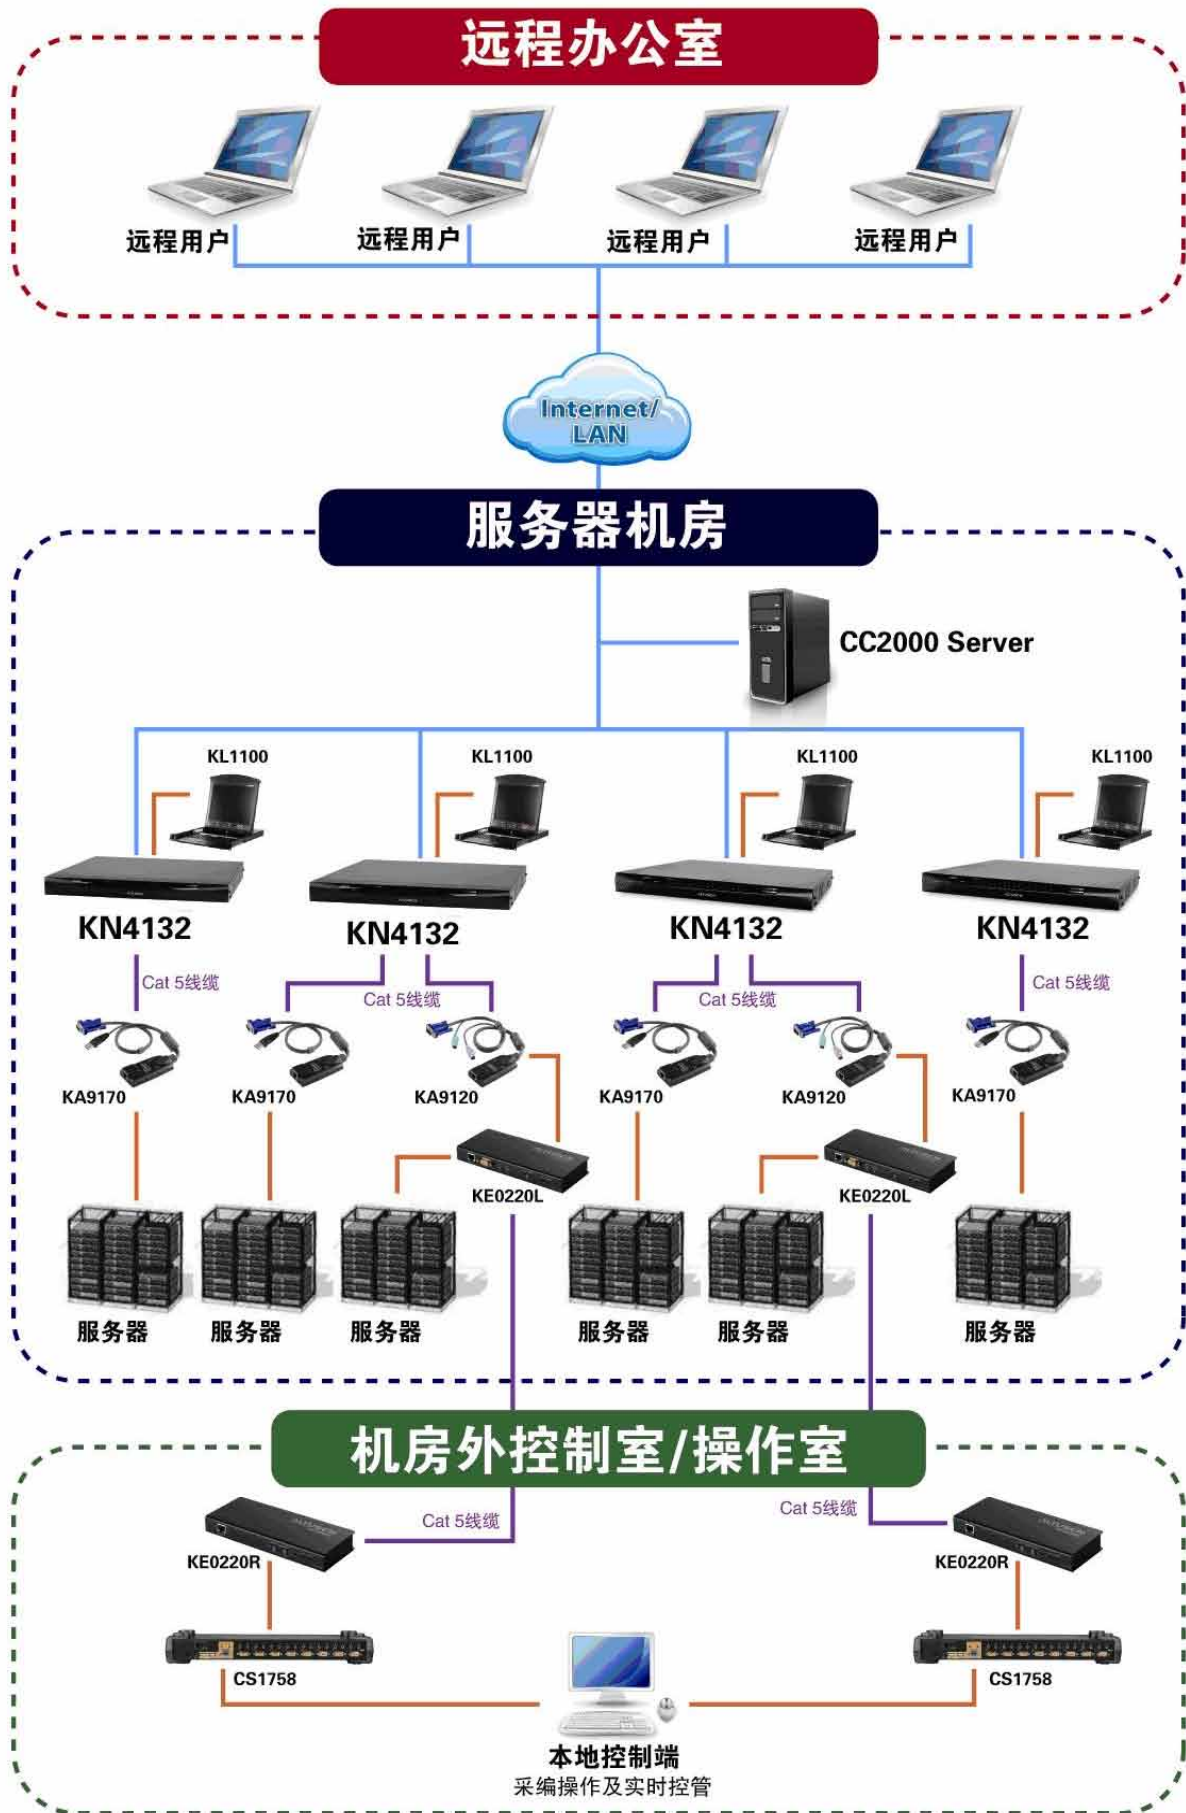 远程办公室
远程用户
远程用户
远程用户
远程用户
Internet/
LAN
服务器机房
CC2000 Server
KL1100
KL1100
KL1100
KL1100
KN4132
KN4132
KN4132
KN4132
Cat 5线缆
Cat 5线缆
Cat 5线缆
Cat 5线缆
KA9170
KA9170
KA9120
KA9170
KA9120
KA9170
KE0220L
KE0220L
服务器
服务器
服务器
服务器
服务器
服务器
机房外控制室/操作室
Cat 5线缆
Cat 5线缆
KE0220R
KE0220R
CS1758
CS1758
本地控制端
采编操作及实时控管